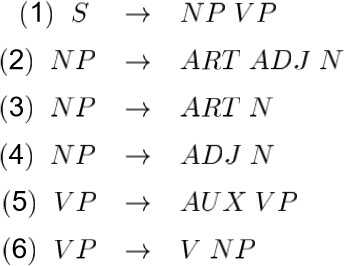 (1) S → NP VP
(2) NP → ART ADJ N
(3) NP → ART N
(4) NP → ADJ N
(5) VP → AUX VP
(6) VP → V NP